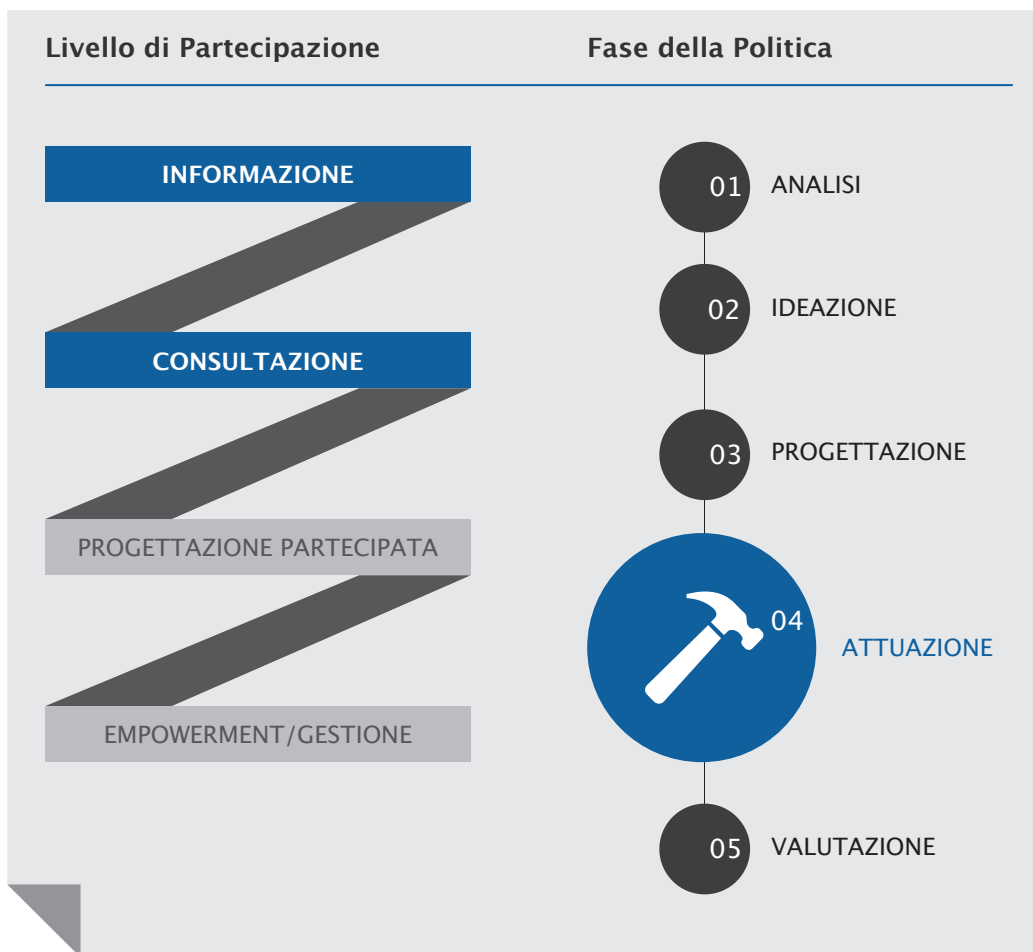 Livello di Partecipazione
Fase della Politica
INFORMAZIONE
CONSULTAZIONE
PROGETTAZIONE PARTECIPATA
EMPOWERMENT/GESTIONE
01 ANALISI
02 IDEAZIONE
03 PROGETTAZIONE
04 ATTUAZIONE
05 VALUTAZIONE